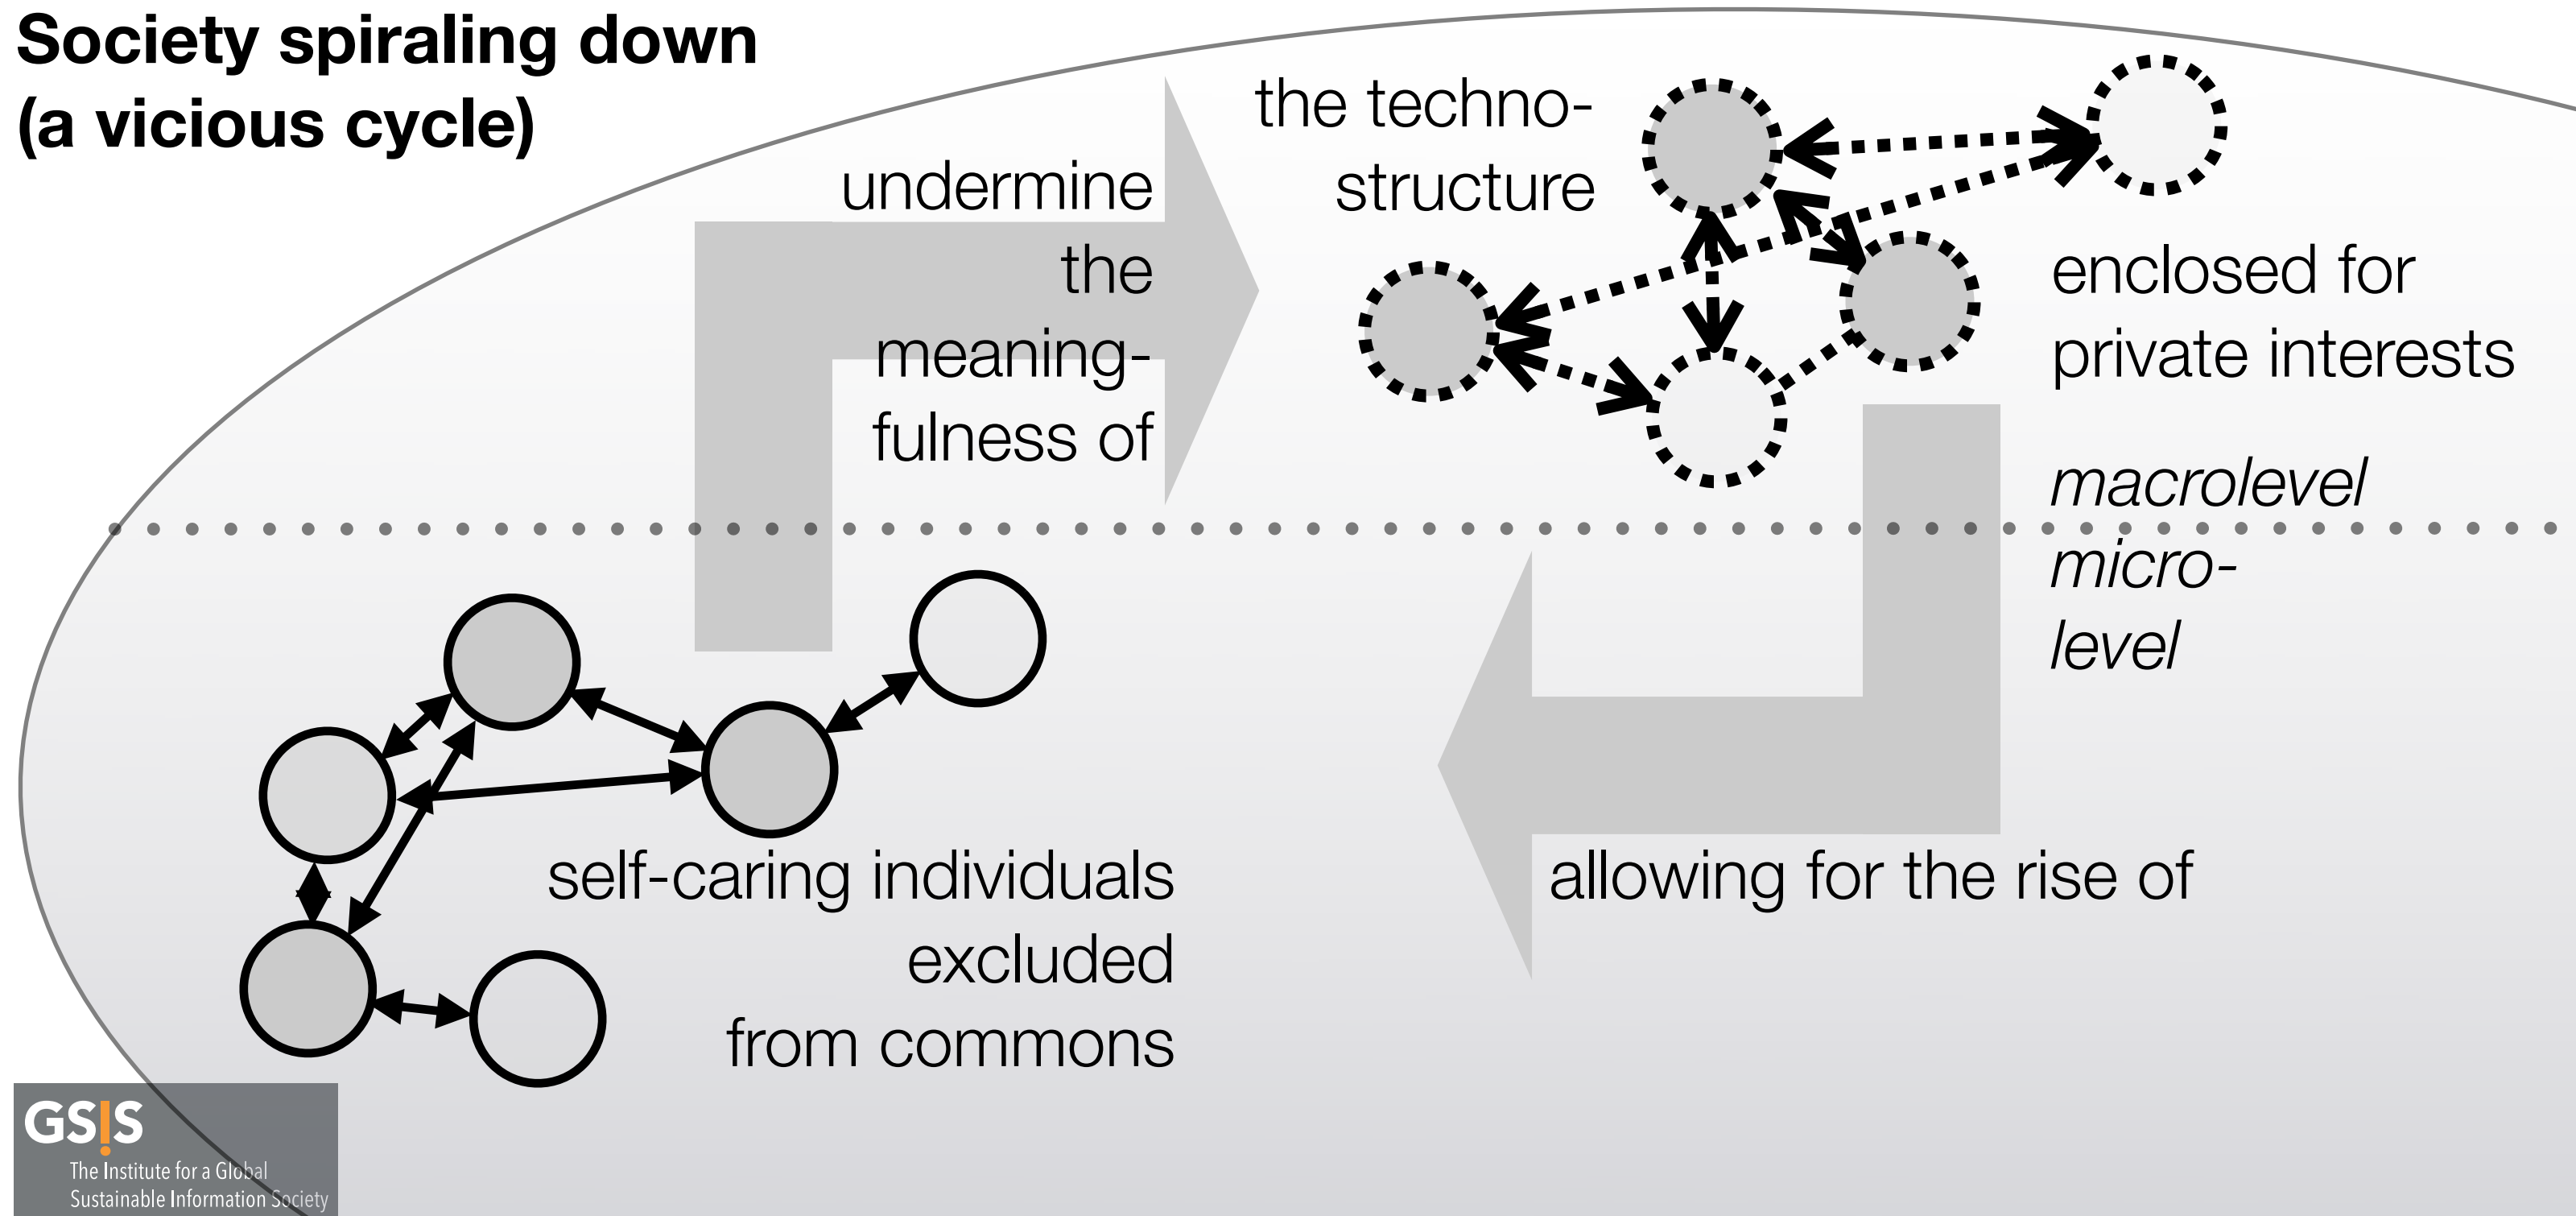 Society spiraling down
(a vicious cycle)
undermine
the
meaning-
fulness of
the techno-
structure
enclosed for
private interests
macrolevel
micro-
level
self-caring individuals
excluded
from commons
allowing for the rise of
GS!S
The Institute for a Global
Sustainable Information Society